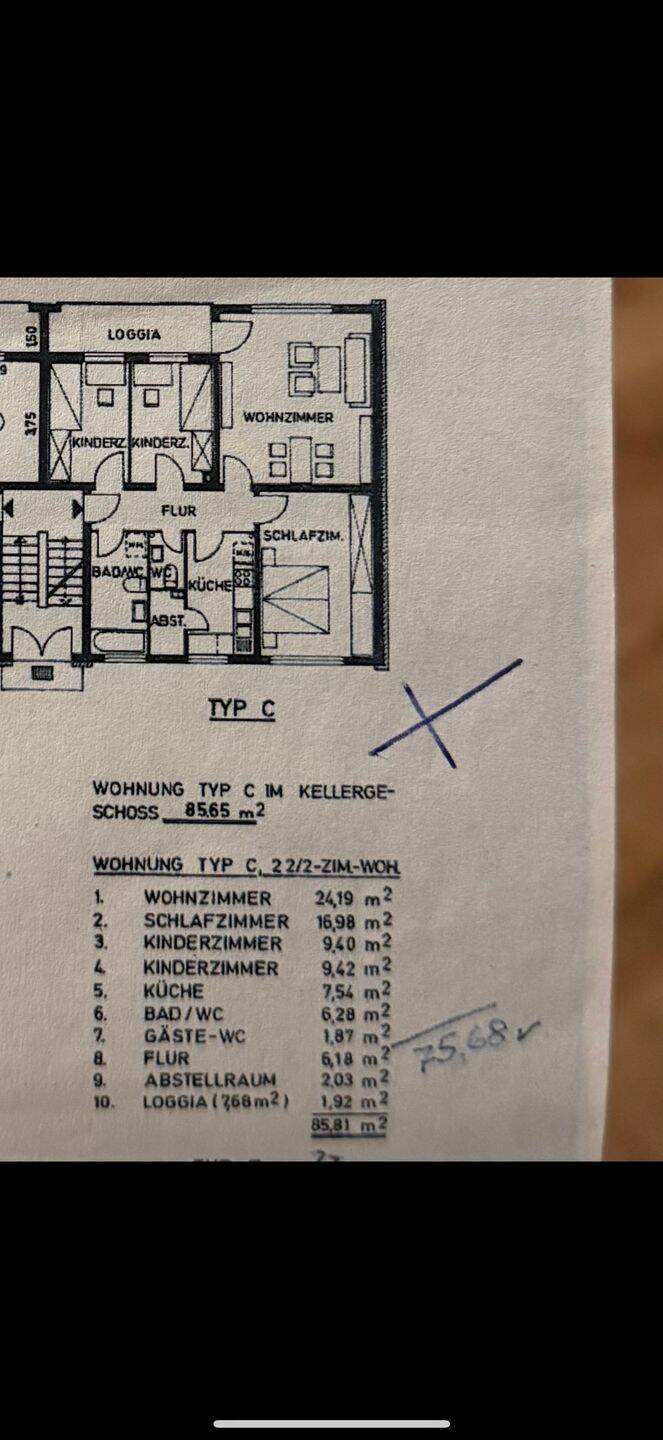 150
LOGGIA
9
3,75
WOHNZIMMER
KINDERZ.
KINDERZ.
FLUR
SCHLAFZIM.
BAD/WC
WC
KÜCHE
ABST.
TYP C
WOHNUNG TYP C IM KELLERGE-
SCHOSS 85,65 m²
WOHNUNG TYP C, 2 2/2-ZIM-WOH.
1. WOHNZIMMER 24,19 m²
2. SCHLAFZIMMER 16,98 m²
3. KINDERZIMMER 9,40 m²
4. KINDERZIMMER 9,42 m²
5. KÜCHE 7,54 m²
6. BAD/WC 6,28 m²
7. GÄSTE-WC 1,87 m²
75,68 ✓
8. FLUR 6,18 m²
9. ABSTELLRAUM 2,03 m²
10. LOGGIA (7,68 m²) 1,92 m²
85,81 m²